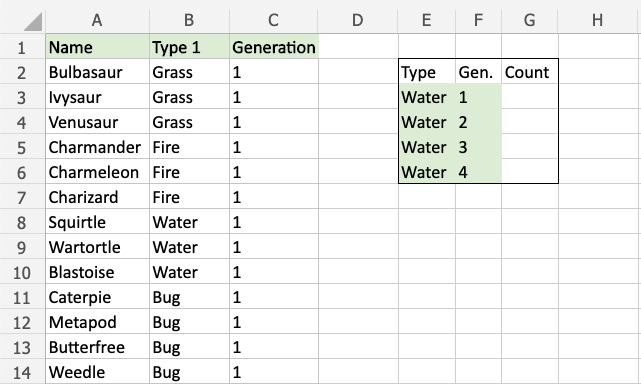 A B C D E F G H
1 Name Type 1 Generation
2 Bulbasaur Grass 1 Type Gen. Count
3 Ivysaur Grass 1 Water 1
4 Venusaur Grass 1 Water 2
5 Charmander Fire 1 Water 3
6 Charmeleon Fire 1 Water 4
7 Charizard Fire 1
8 Squirtle Water 1
9 Wartortle Water 1
10 Blastoise Water 1
11 Caterpie Bug 1
12 Metapod Bug 1
13 Butterfree Bug 1
14 Weedle Bug 1